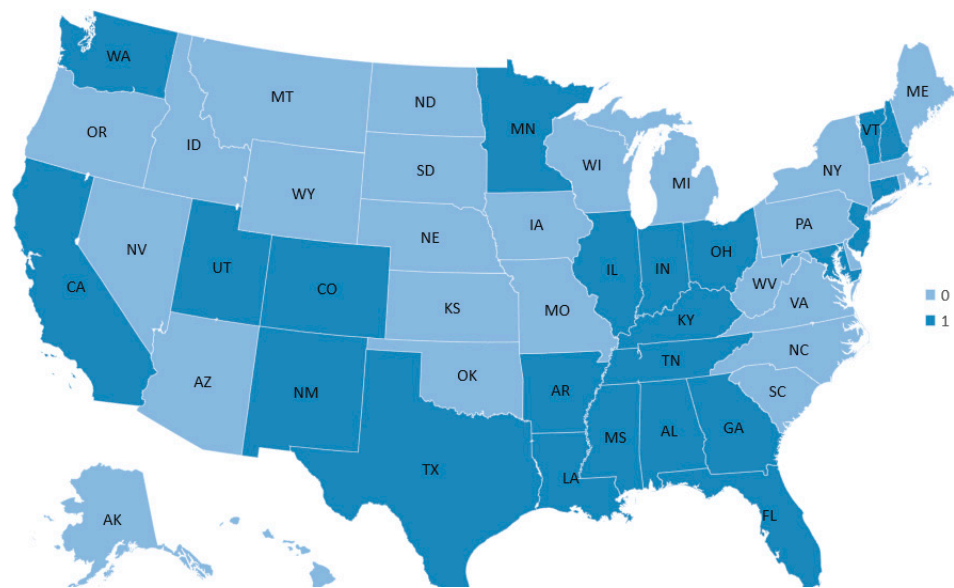 WA
ME
MT
ND
VT
MN
OR
ID
NY
SD
WI
MI
WY
IA
PA
NE
OH
NV
IL
IN
UT
WV
CA
CO
VA
0
KS
MO
KY
1
NC
TN
AZ
OK
NM
AR
SC
MS
AL
GA
TX
LA
FL
AK